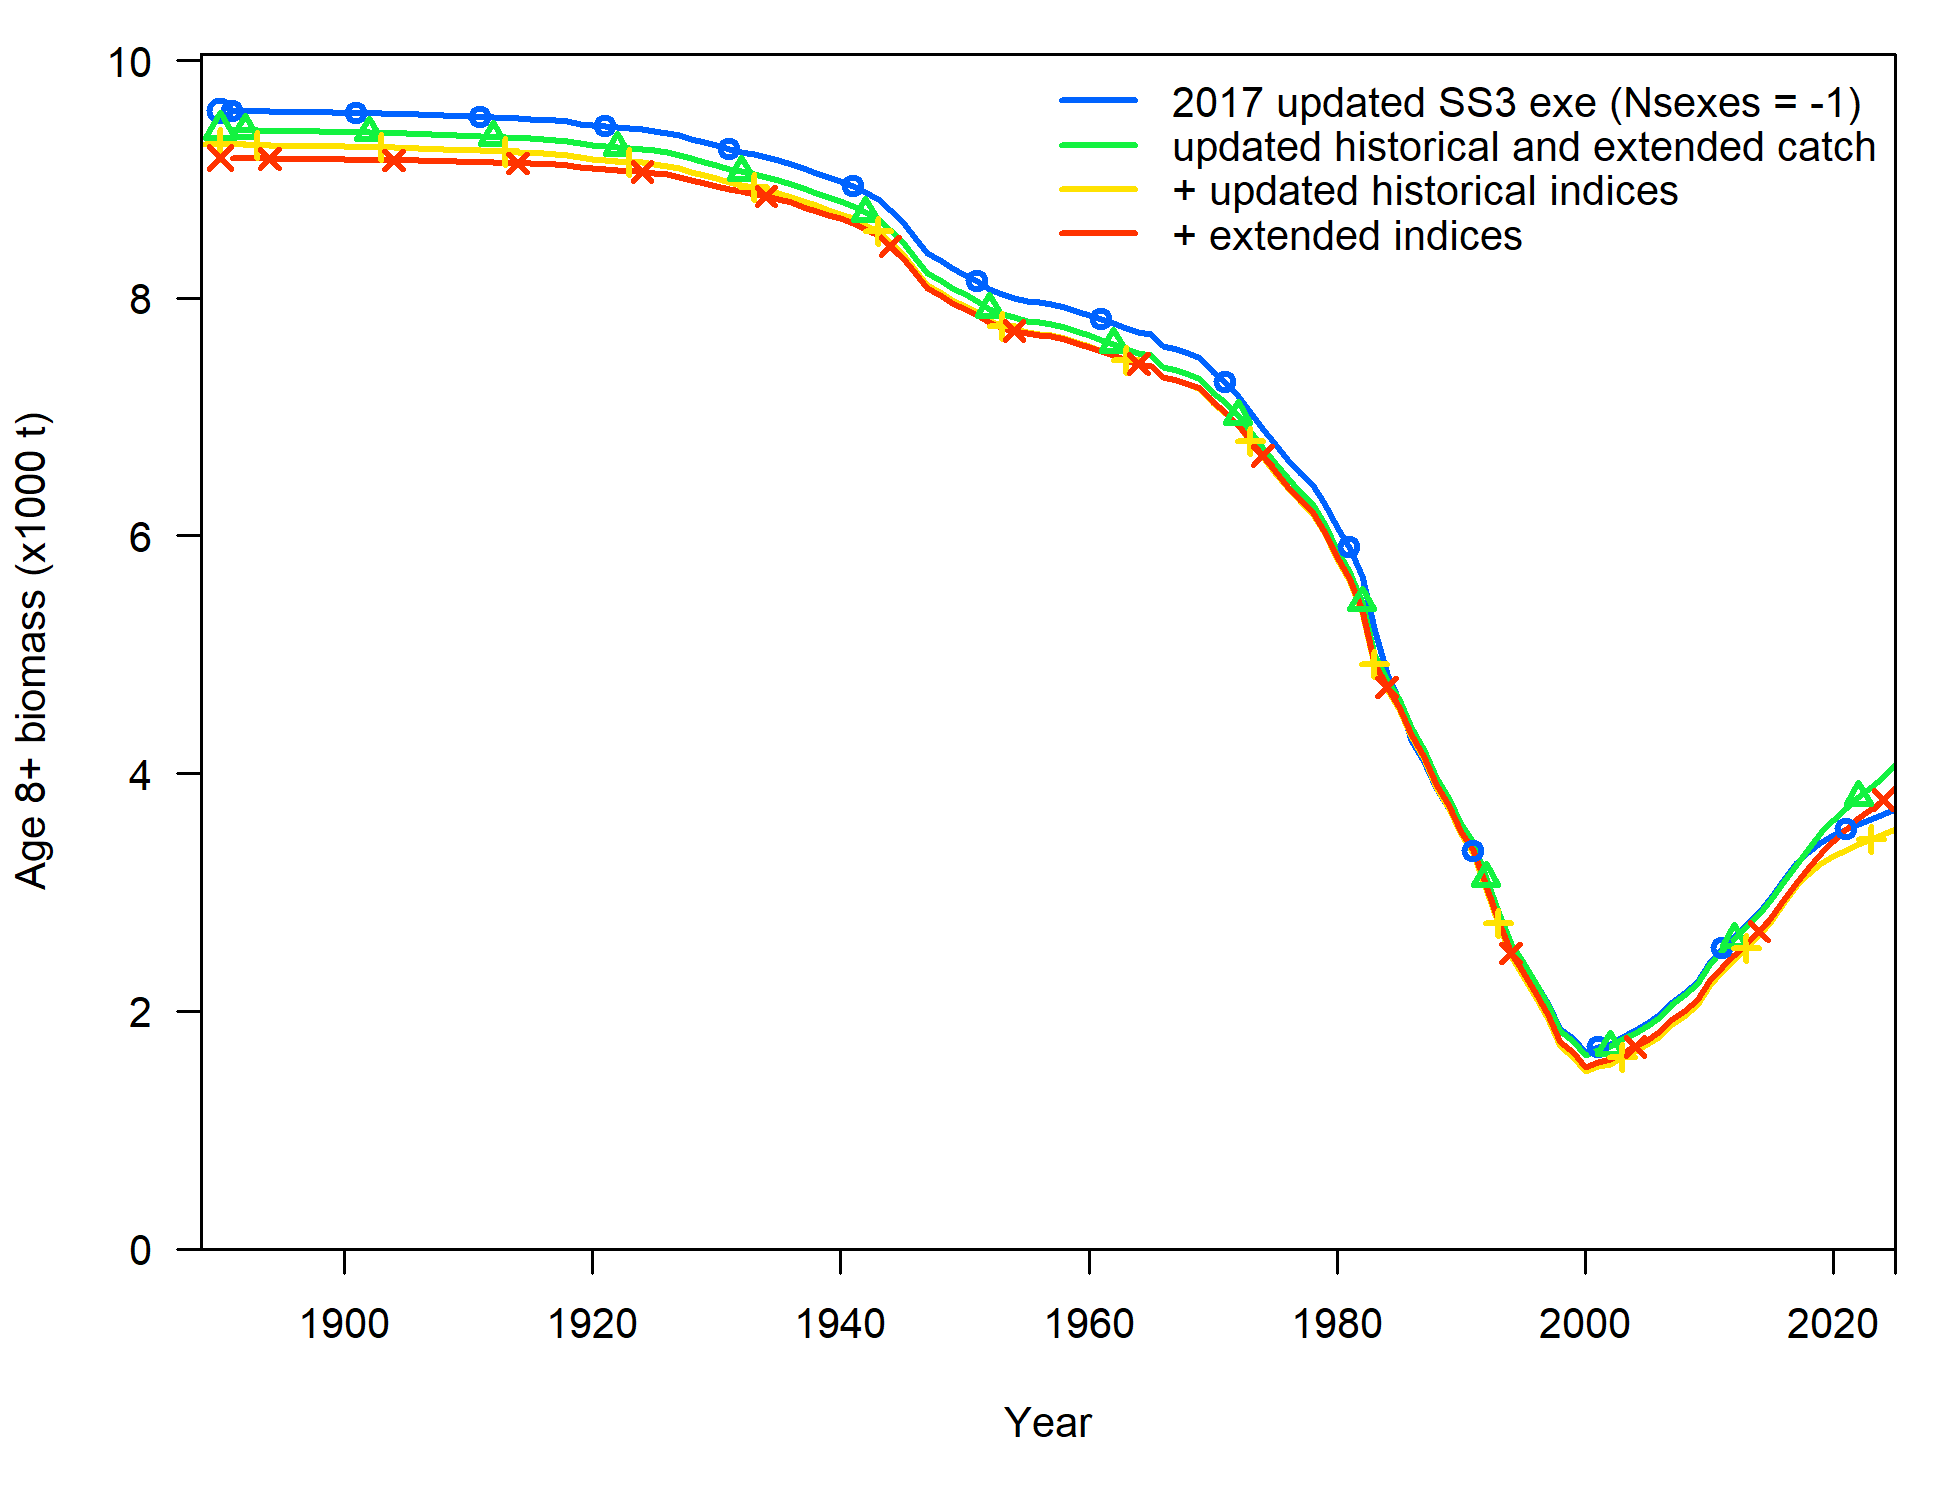 10
8
6
4
2
0
Age 8+ biomass (x1000 t)
2017 updated SS3 exe (Nsexes = -1)
updated historical and extended catch
+ updated historical indices
+ extended indices
1900 1920 1940 1960 1980 2000 2020
Year